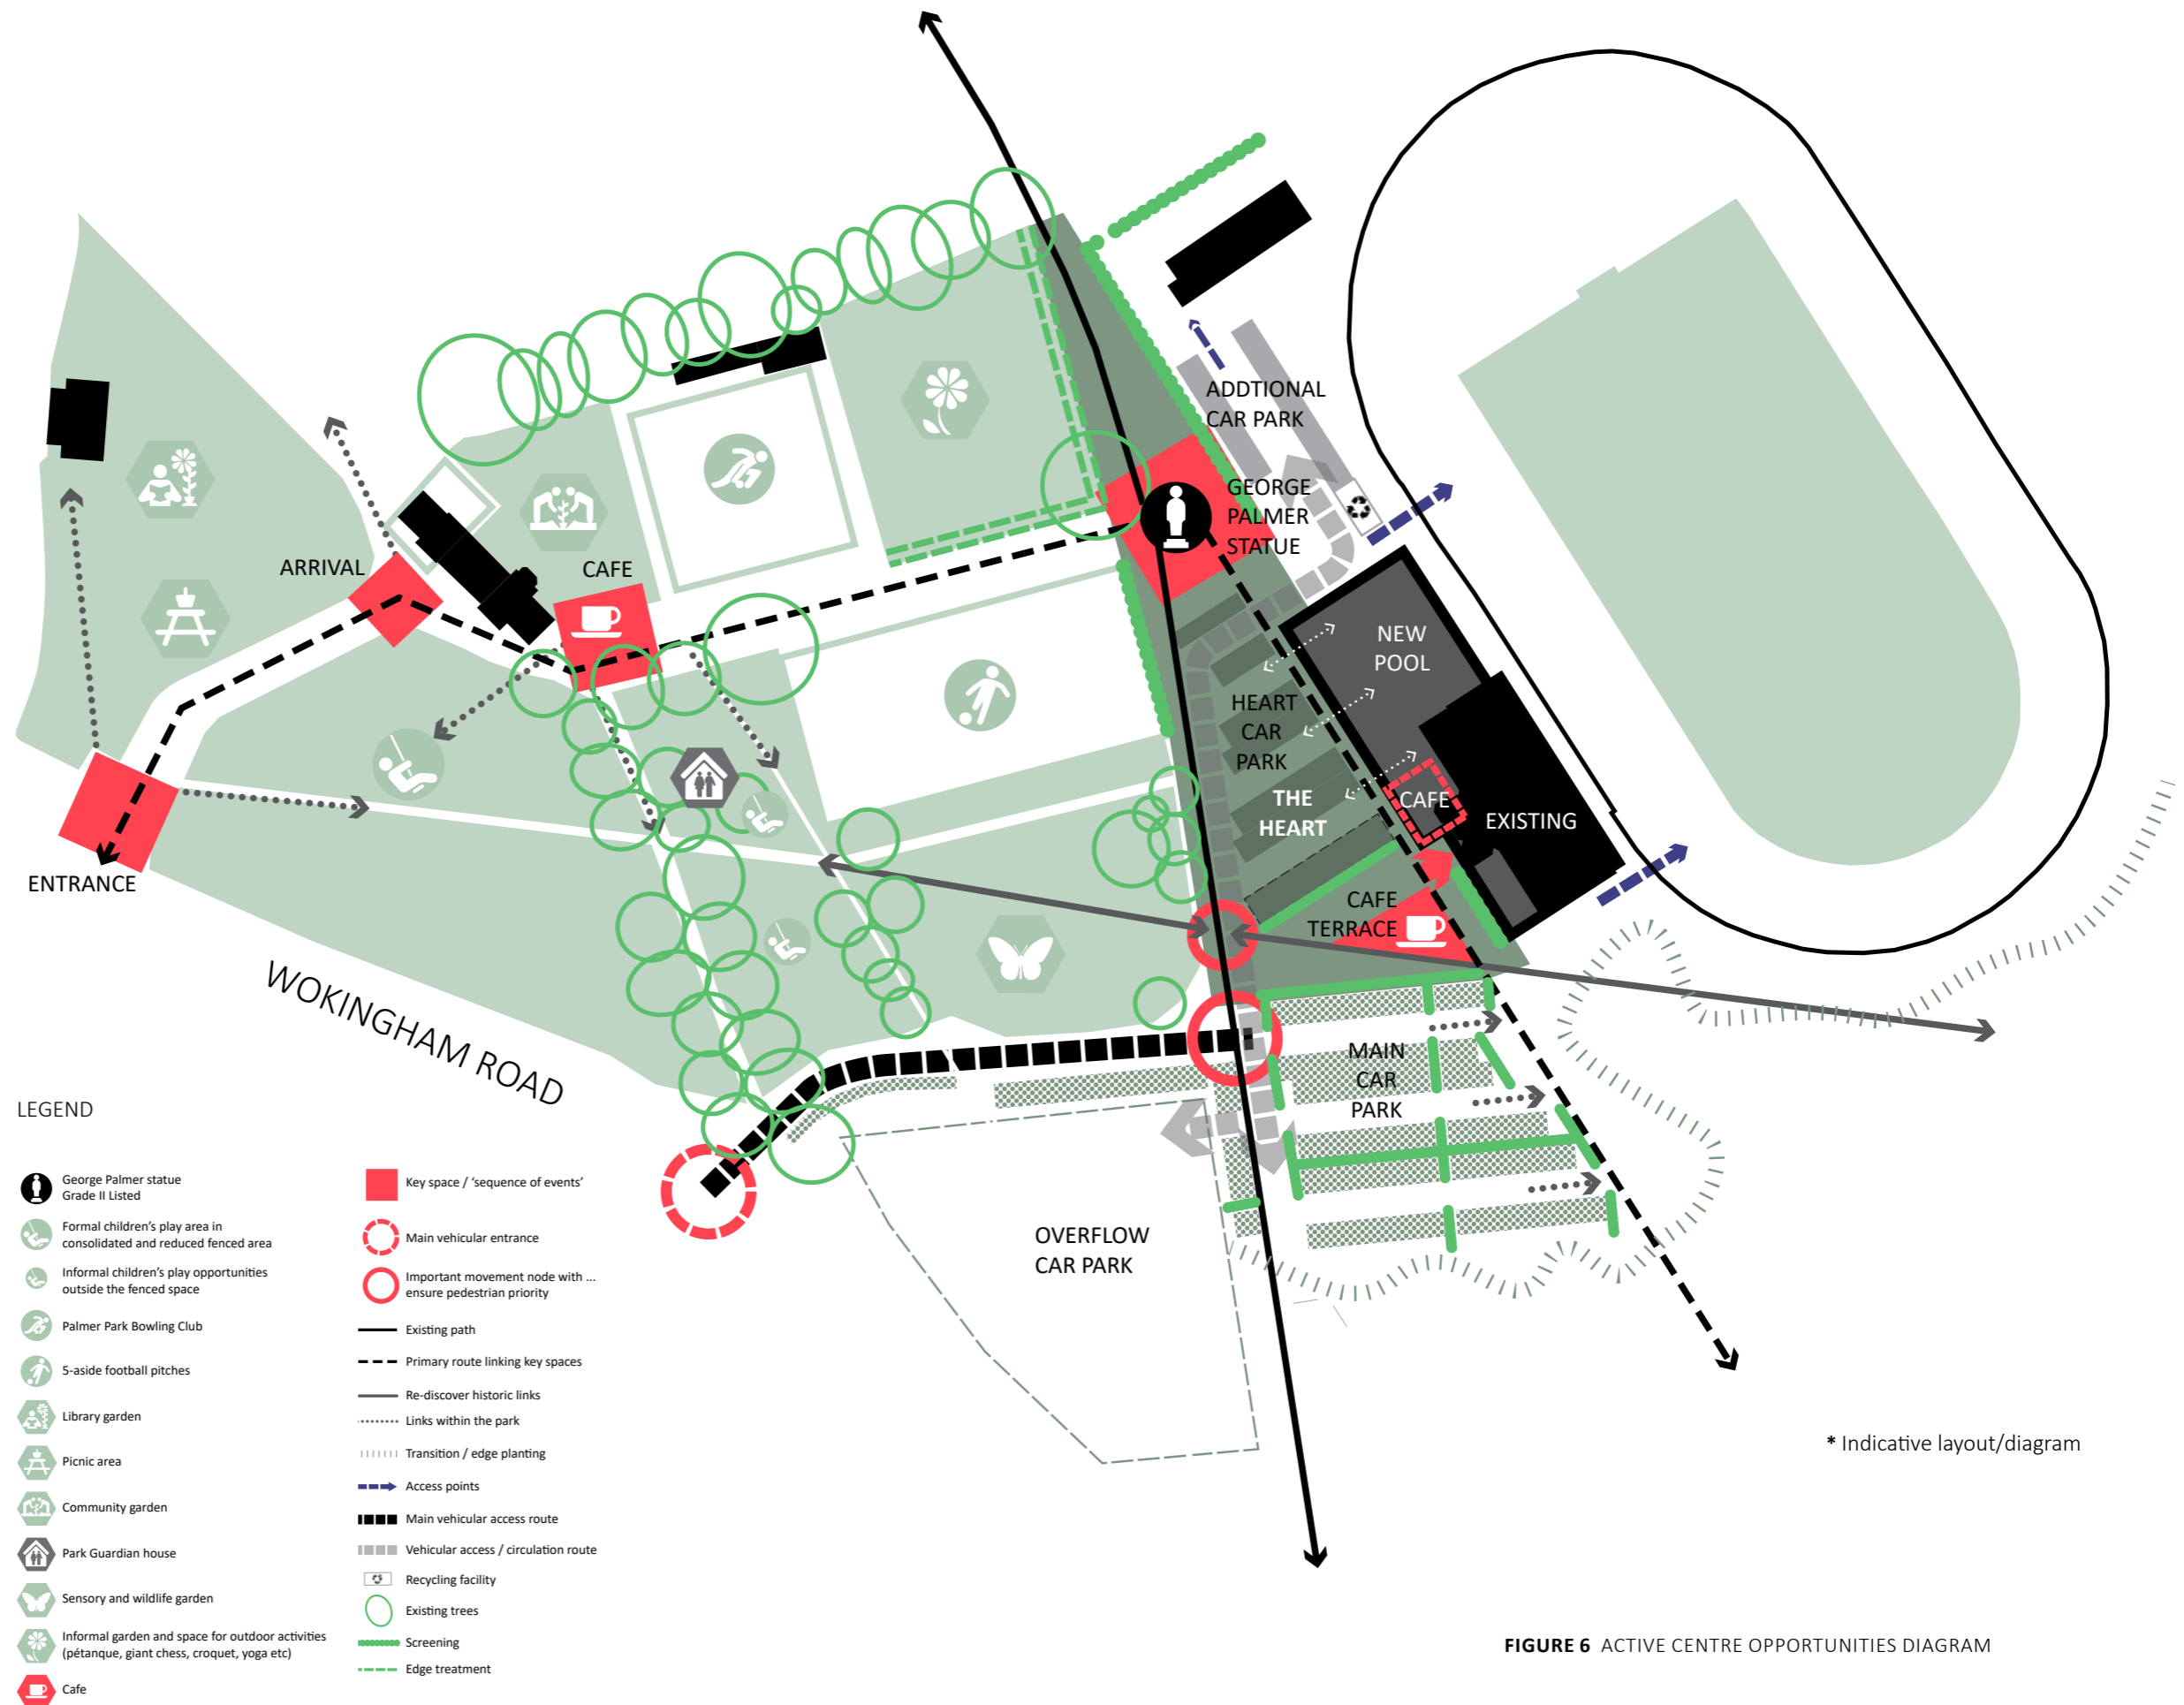 ADDTIONAL
CAR PARK
GEORGE
PALMER
STATUE
ARRIVAL
CAFE
NEW
POOL
HEART
CAR
PARK
THE
HEART
CAFE
EXISTING
ENTRANCE
CAFE
TERRACE
WOKINGHAM ROAD
MAIN
CAR
PARK
OVERFLOW
CAR PARK
LEGEND
George Palmer statue
Grade II Listed
Formal children's play area in
consolidated and reduced fenced area
Informal children's play opportunities
outside the fenced space
Palmer Park Bowling Club
5-aside football pitches
Library garden
Picnic area
Community garden
Park Guardian house
Sensory and wildlife garden
Informal garden and space for outdoor activities
(pétanque, giant chess, croquet, yoga etc)
Cafe
Key space / ‘sequence of events’
Main vehicular entrance
Important movement node with ...
ensure pedestrian priority
Existing path
Primary route linking key spaces
Re-discover historic links
Links within the park
Transition / edge planting
Access points
Main vehicular access route
Vehicular access / circulation route
Recycling facility
Existing trees
Screening
Edge treatment
* Indicative layout/diagram
FIGURE 6 ACTIVE CENTRE OPPORTUNITIES DIAGRAM